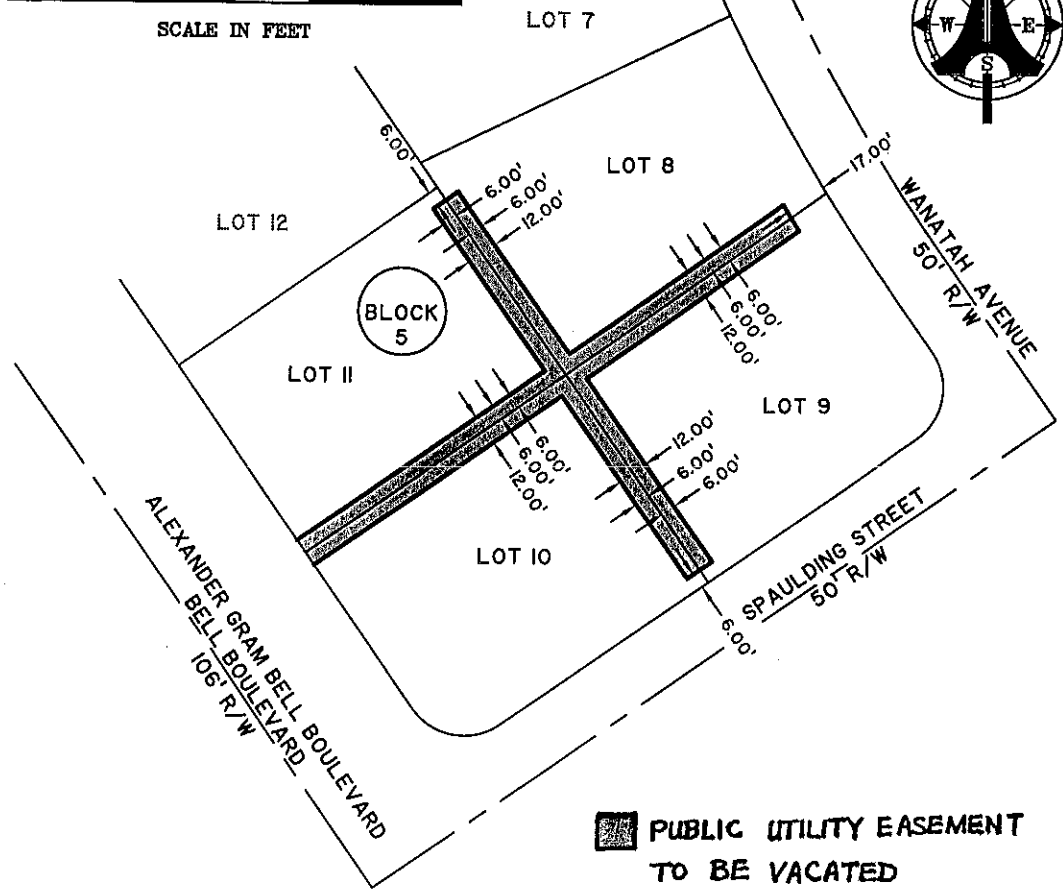 SCALE IN FEET
LOT 7
W
E
S
6.00'
LOT 8
17.00'
6.00'
6.00'
12.00'
LOT 12
WANATAH AVENUE
50' R/W
BLOCK
5
6.00'
6.00'
12.00'
LOT 11
LOT 9
6.00'
6.00'
12.00'
12.00'
6.00'
6.00'
LOT 10
ALEXANDER GRAM BELL BOULEVARD
BELL BOULEVARD
106' R/W
SPAULDING STREET
50' R/W
6.00'
PUBLIC UTILITY EASEMENT
TO BE VACATED